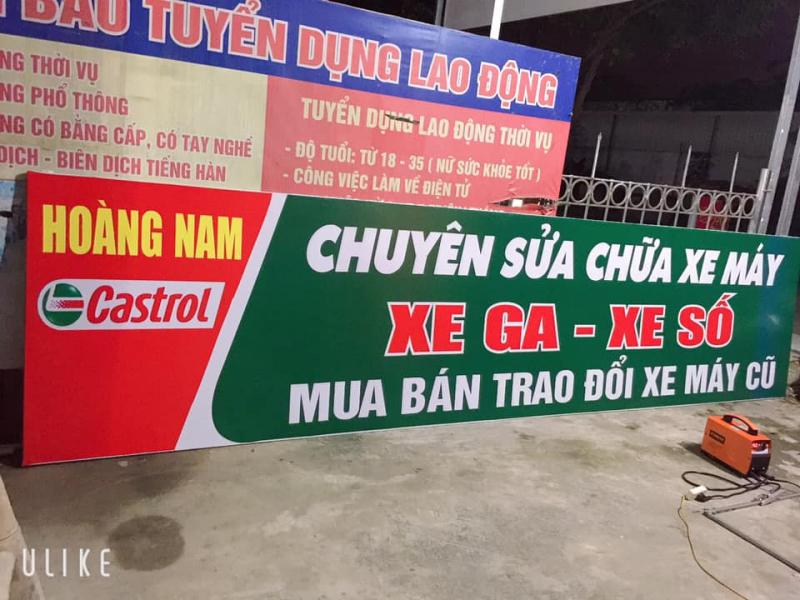 BÁO TUYỂN DỤNG LAO ĐỘNG
NG THỜI VỤ
NG PHỔ THÔNG
NG CÓ BẰNG CẤP, CÓ TAY NGHỀ
DỊCH - BIÊN DỊCH TIẾNG HÀN
TUYỂN DỤNG LAO ĐỘNG THỜI VỤ
- ĐỘ TUỔI: TỪ 18 - 35 ( NỮ SỨC KHỎE TỐT )
- CÔNG VIỆC LÀM VỀ ĐIỆN TỬ
HOÀNG NAM
Castrol
CHUYÊN SỬA CHỮA XE MÁY
XE GA - XE SỐ
MUA BÁN TRAO ĐỔI XE MÁY CŨ
ULIKE